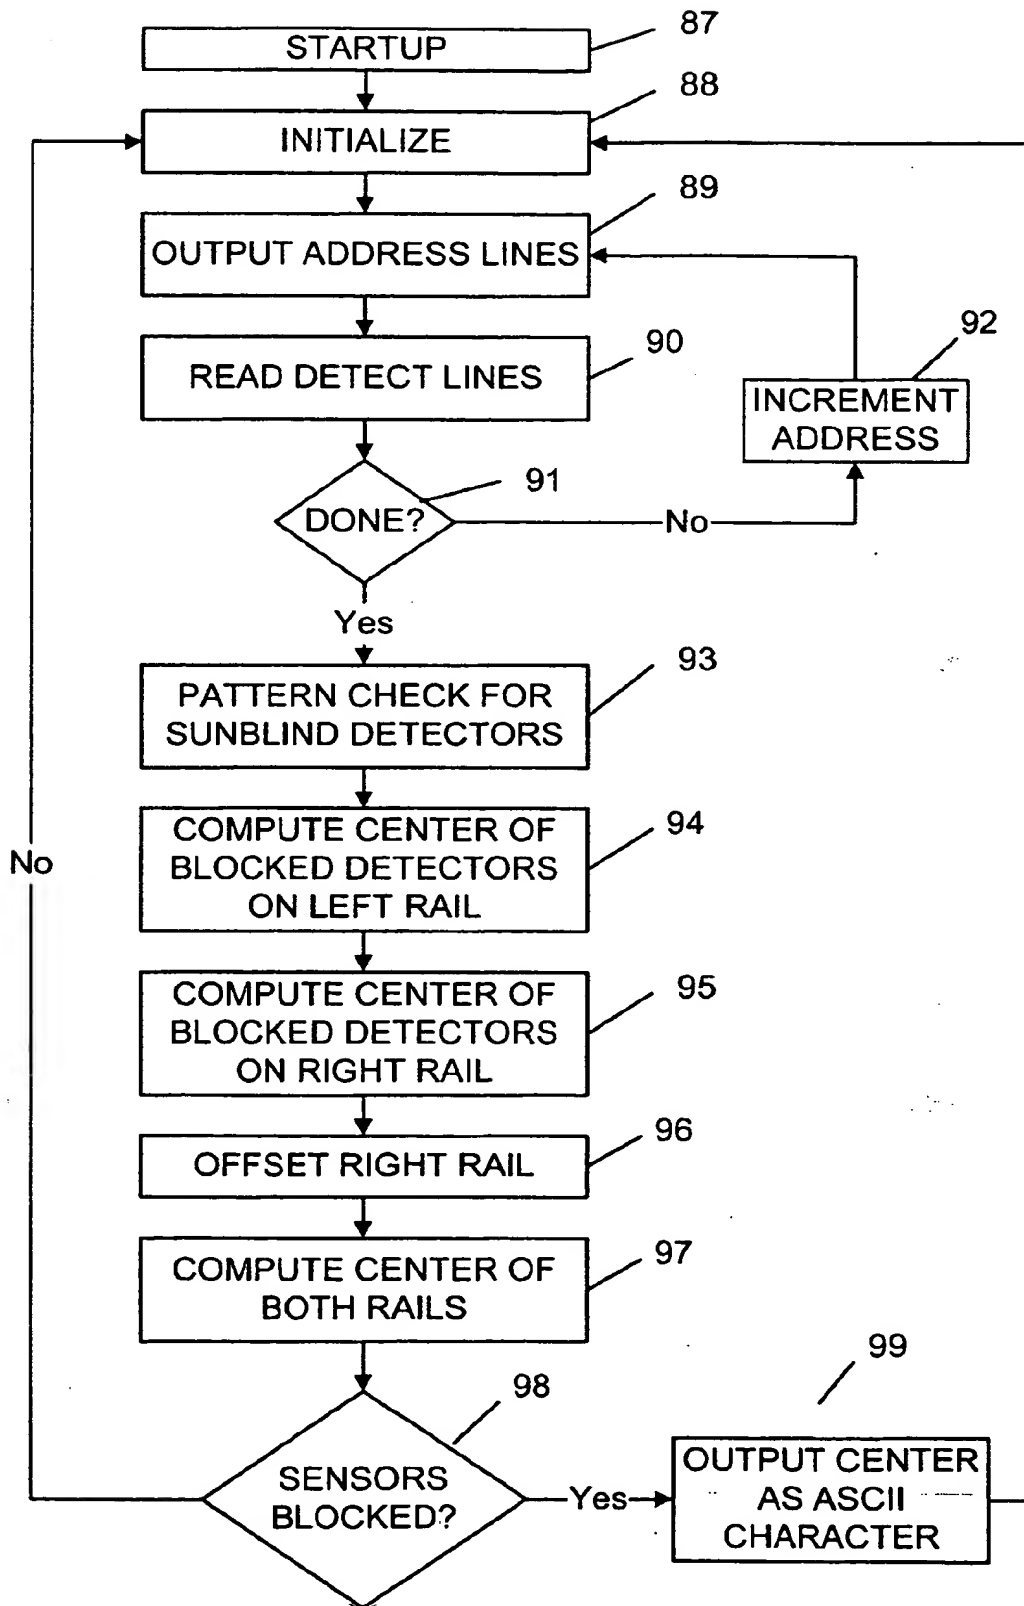 87
STARTUP
88
INITIALIZE
89
OUTPUT ADDRESS LINES
90
READ DETECT LINES
92
INCREMENT
ADDRESS
91
DONE?
No
Yes
93
PATTERN CHECK FOR
SUNBLIND DETECTORS
94
COMPUTE CENTER OF
BLOCKED DETECTORS
ON LEFT RAIL
No
95
COMPUTE CENTER OF
BLOCKED DETECTORS
ON RIGHT RAIL
96
OFFSET RIGHT RAIL
97
COMPUTE CENTER OF
BOTH RAILS
98
SENSORS
BLOCKED?
Yes
99
OUTPUT CENTER
AS ASCII
CHARACTER